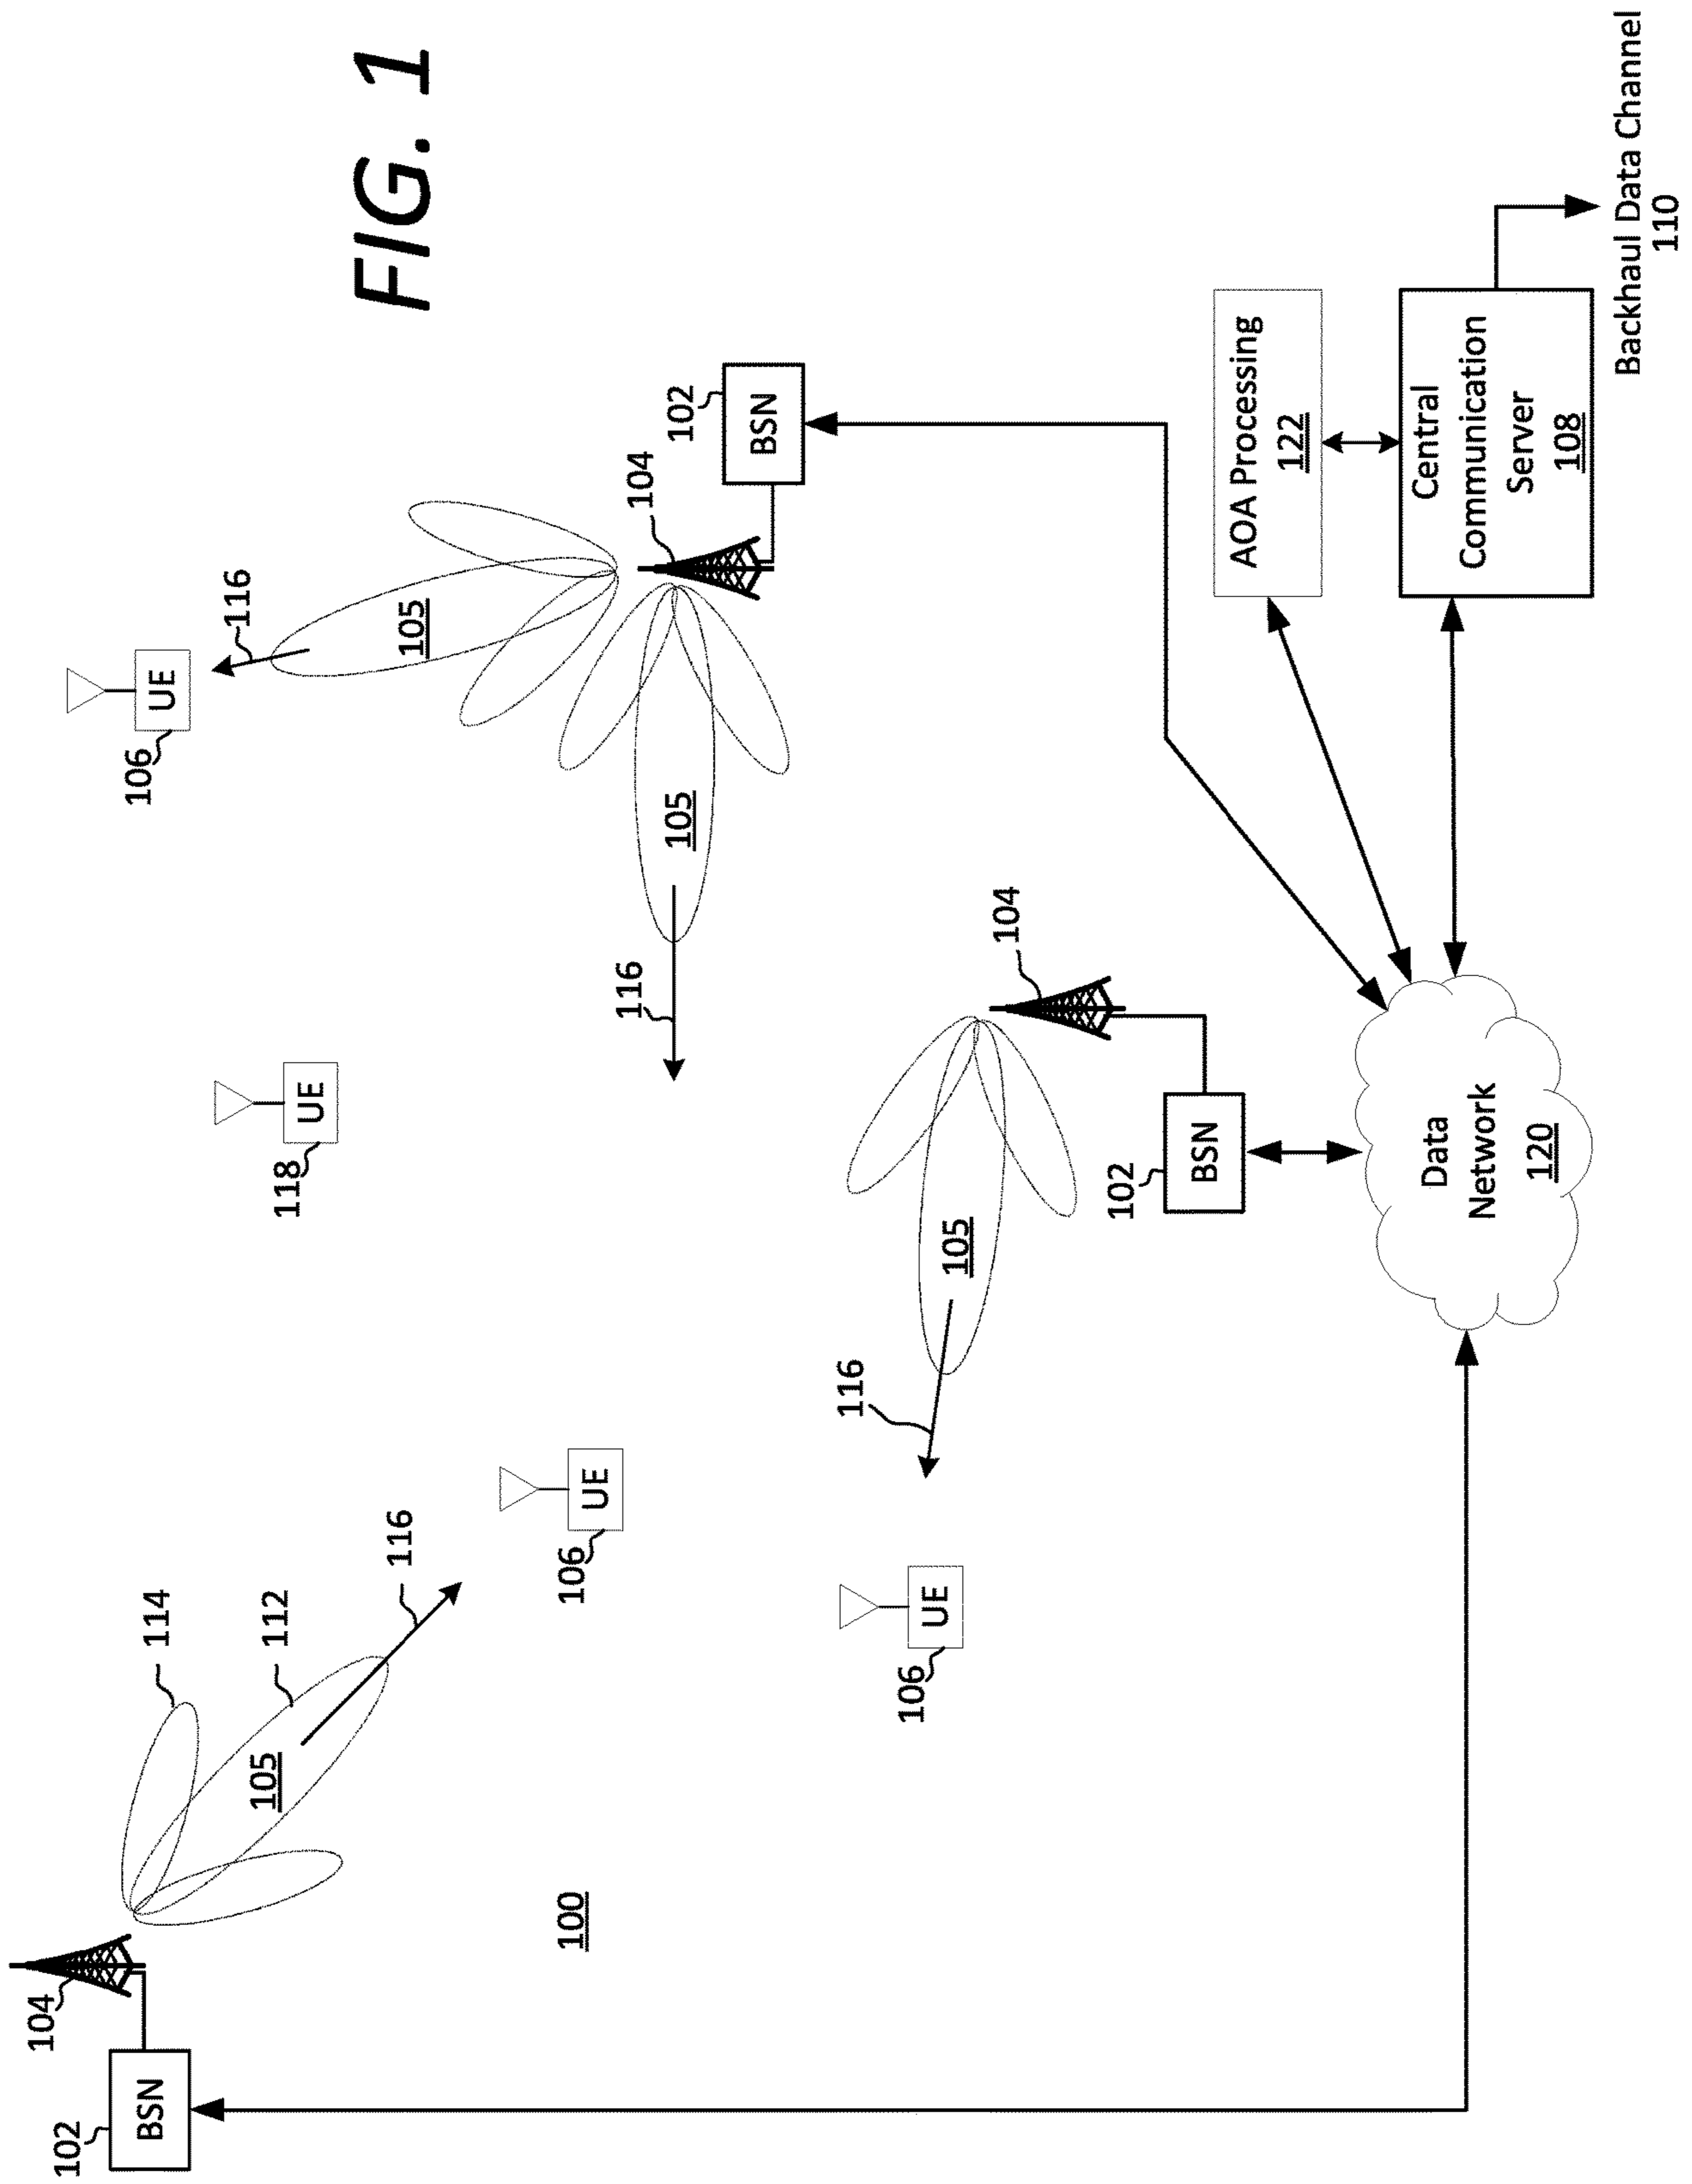 FIG. 1
104
102
BSN
114
106
UE
116
105
112
118
UE
116
105
100
106
UE
116
104
105
102
BSN
116
106
UE
105
104
102
BSN
AOA Processing
122
Data
Network
120
Central
Communication
Server
108
Backhaul Data Channel
110